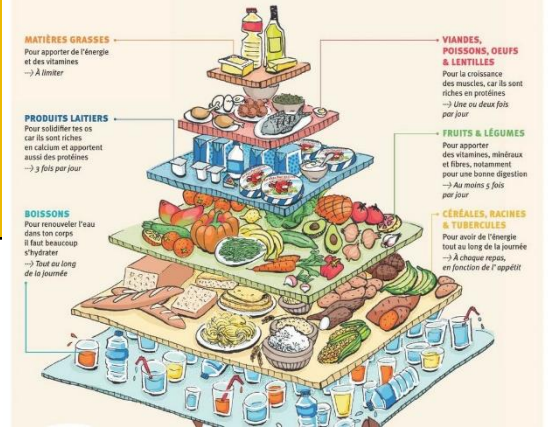 MATIÈRES GRASSES
Pour apporter de l'énergie
et des vitamines
—> À limiter
PRODUITS LAITIERS
Pour solidifier tes os
car ils sont riches
en calcium et apportent
aussi des protéines
—> 3 fois par jour
BOISSONS
Pour renouveler l'eau
dans ton corps
il faut beaucoup
s'hydrater
—> Tout au long
de la journée
VIANDES,
POISSONS, OEUFS
& LENTILLES
Pour la croissance
des muscles, car ils sont
riches en protéines
—> Une ou deux fois
par jour
FRUITS & LÉGUMES
Pour apporter
des vitamines, minéraux
et fibres, notamment
pour une bonne digestion
—> Au moins 5 fois
par jour
CÉRÉALES, RACINES
& TUBERCULES
Pour avoir de l'énergie
tout au long de la journée
—> À chaque repas,
en fonction de l'appétit